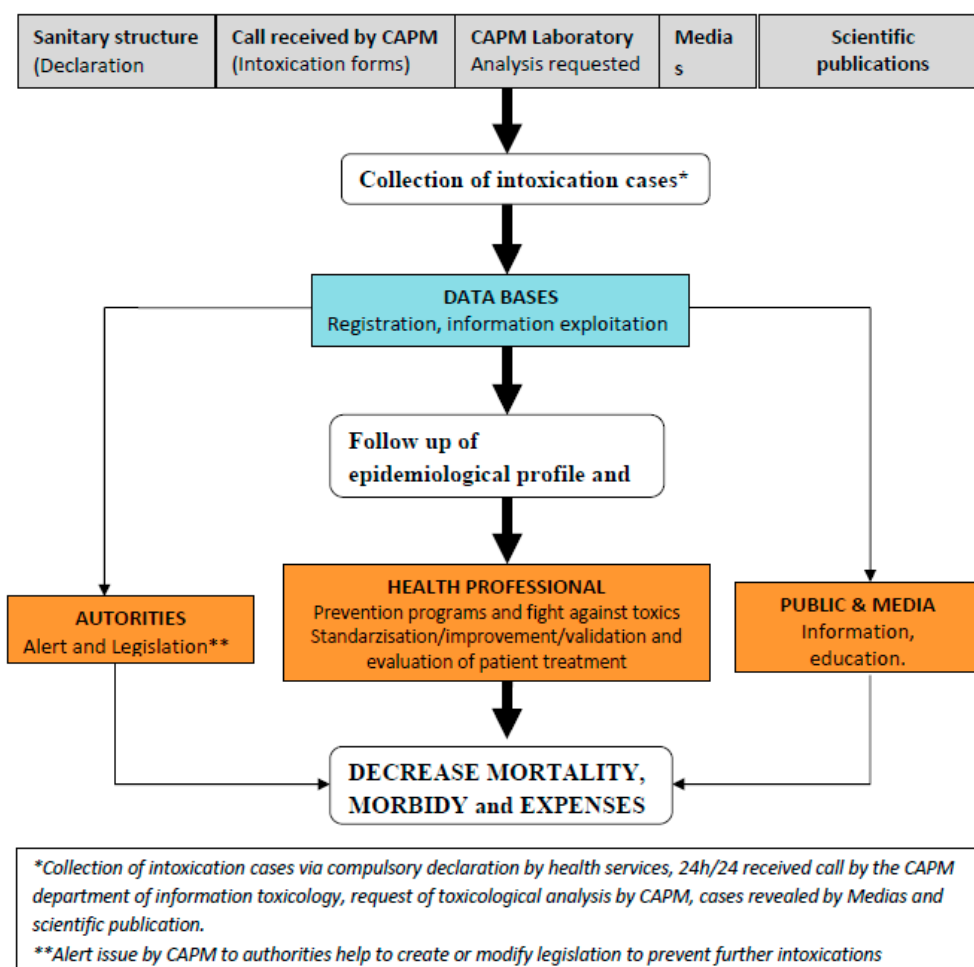 Sanitary structure
(Declaration
Call received by CAPM
(Intoxication forms)
CAPM Laboratory
Analysis requested
Media
s
Scientific
publications
Collection of intoxication cases*
DATA BASES
Registration, information exploitation
Follow up of
epidemiological profile and
HEALTH PROFESSIONAL
Prevention programs and fight against toxics
Standarzisation/improvement/validation and
evaluation of patient treatment
AUTORITIES
Alert and Legislation**
PUBLIC & MEDIA
Information,
education.
DECREASE MORTALITY,
MORBIDY and EXPENSES
*Collection of intoxication cases via compulsory declaration by health services, 24h/24 received call by the CAPM
department of information toxicology, request of toxicological analysis by CAPM, cases revealed by Medias and
scientific publication.
**Alert issue by CAPM to authorities help to create or modify legislation to prevent further intoxications